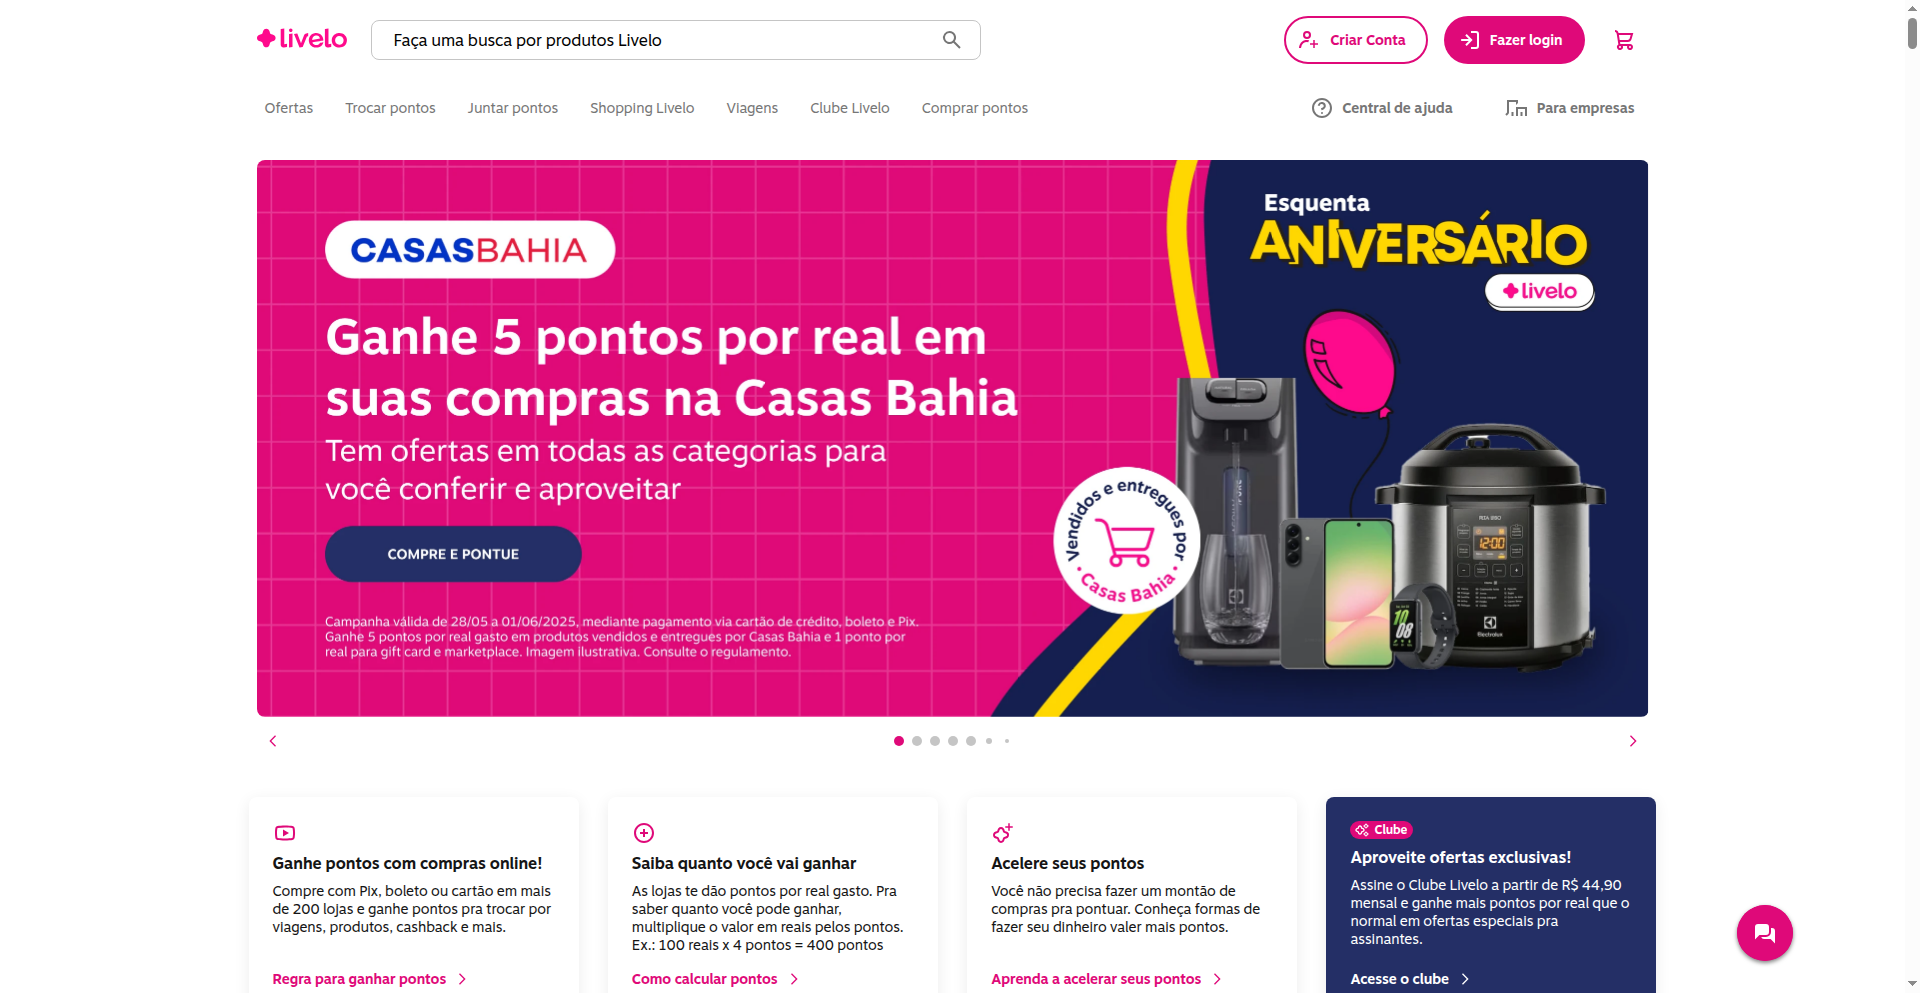 livelo
Faça uma busca por produtos Livelo
Criar Conta
Fazer login
Ofertas
Trocar pontos
Juntar pontos
Shopping Livelo
Viagens
Clube Livelo
Comprar pontos
Central de ajuda
Para empresas
CASASBAHIA
Ganhe 5 pontos por real em
suas compras na Casas Bahia
Tem ofertas em todas as categorias para
você conferir e aproveitar
COMPRE E PONTUE
Campanha válida de 28/05 a 01/06/2025, mediante pagamento via cartão de crédito, boleto e Pix.
Ganhe 5 pontos por real gasto em produtos vendidos e entregues por Casas Bahia e 1 ponto por
real para gift card e marketplace. Imagem ilustrativa. Consulte o regulamento.
Esquenta
ANIVERSÁRIO
livelo
Vendidos e entregues por
Casas Bahia
12:00
Electrolux
10
08
Ganhe pontos com compras online!
Compre com Pix, boleto ou cartão em mais
de 200 lojas e ganhe pontos pra trocar por
viagens, produtos, cashback e mais.
Regra para ganhar pontos
Saiba quanto você vai ganhar
As lojas te dão pontos por real gasto. Pra
saber quanto você pode ganhar,
multiplique o valor em reais pelos pontos.
Ex.: 100 reais x 4 pontos = 400 pontos
Como calcular pontos
Acelere seus pontos
Você não precisa fazer um montão de
compras pra pontuar. Conheça formas de
fazer seu dinheiro valer mais pontos.
Aprenda a acelerar seus pontos
Clube
Aproveite ofertas exclusivas!
Assine o Clube Livelo a partir de R$ 44,90
mensal e ganhe mais pontos por real que o
normal em ofertas especiais pra
assinantes.
Acesse o clube